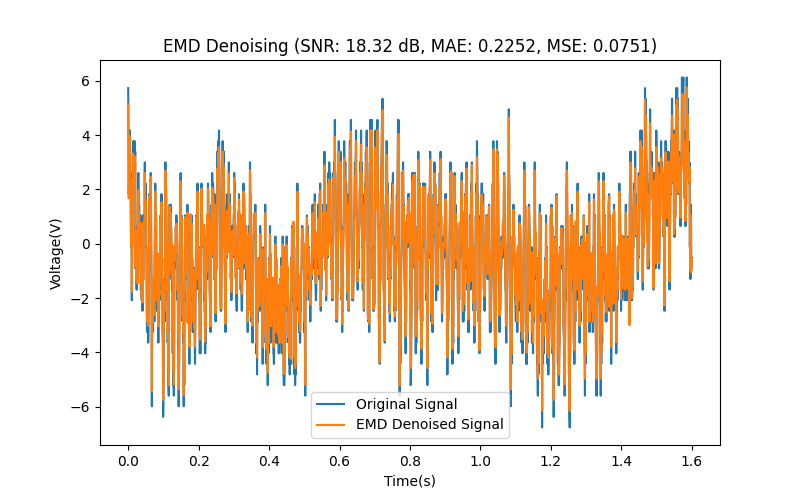 EMD Denoising (SNR: 18.32 dB, MAE: 0.2252, MSE: 0.0751)
6
4
2
0
−2
−4
−6
Voltage(V)
Original Signal
EMD Denoised Signal
0.0 0.2 0.4 0.6 0.8 1.0 1.2 1.4 1.6
Time(s)